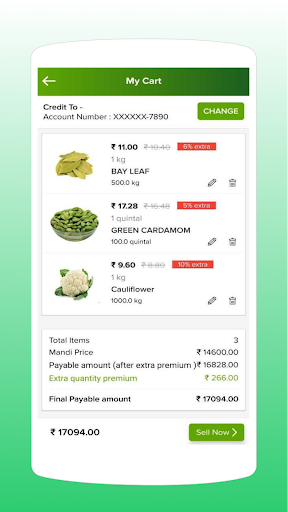 My Cart
Credit To -
Account Number : XXXXXX-7890
CHANGE
₹ 11.00 ₹ 10.40 6% extra
1 kg
BAY LEAF
500.0 kg
₹ 17.28 ₹ 16.48 5% extra
1 quintal
GREEN CARDAMOM
100.0 quintal
₹ 9.60 ₹ 8.80 10% extra
1 kg
Cauliflower
1000.0 kg
Total Items 3
Mandi Price ₹ 14600.00
Payable amount (after extra premium )₹ 16828.00
Extra quantity premium ₹ 266.00
Final Payable amount ₹ 17094.00
₹ 17094.00 Sell Now